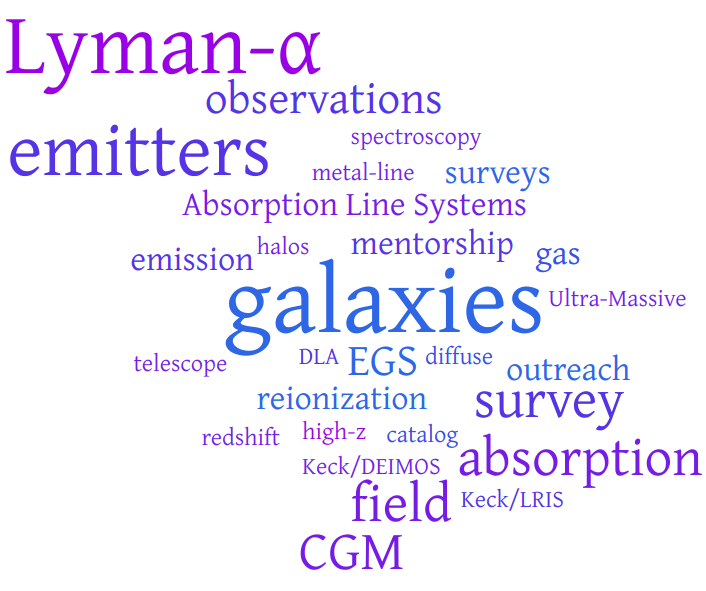 Lyman-α
observations
emitters
spectroscopy
metal-line surveys
Absorption Line Systems
emission halos mentorship gas
galaxies Ultra-Massive
telescope DLA EGS diffuse outreach
reionization survey
redshift high-z catalog absorption
Keck/DEIMOS
field Keck/LRIS
CGM